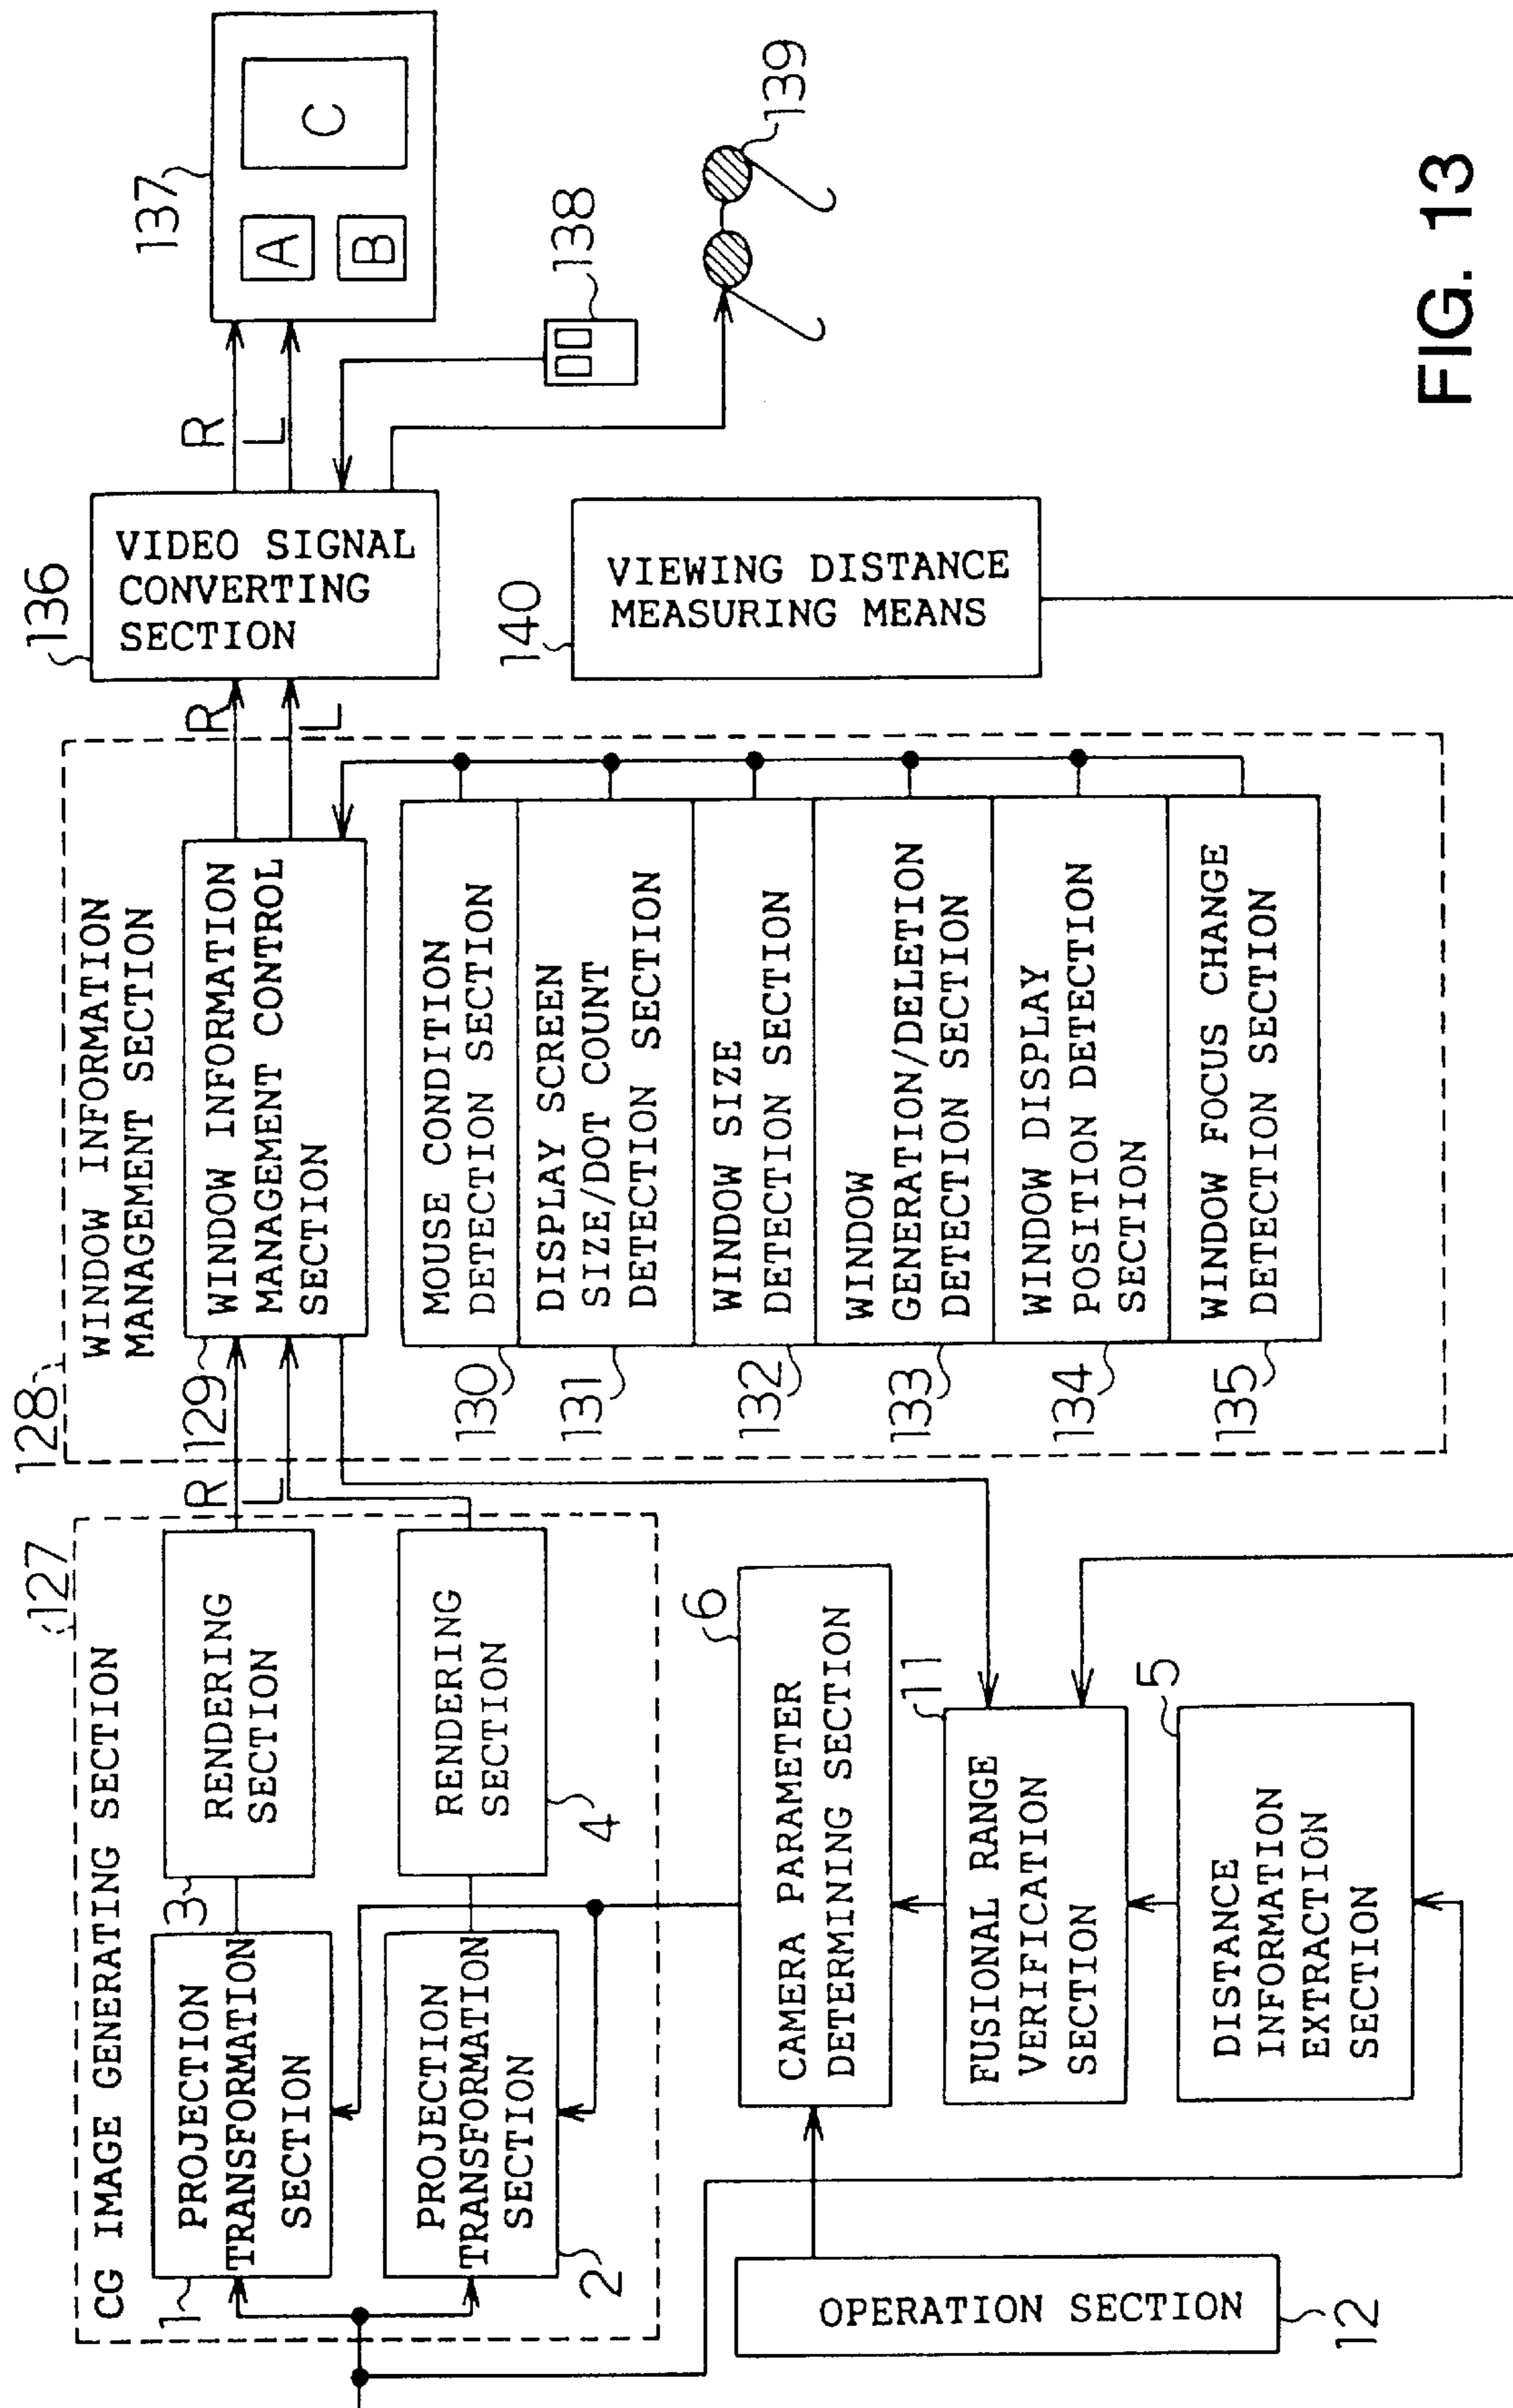 127
CG IMAGE GENERATING SECTION
1
PROJECTION
TRANSFORMATION
SECTION
3
RENDERING
SECTION
R
L
2
PROJECTION
TRANSFORMATION
SECTION
4
RENDERING
SECTION
OPERATION SECTION
12
6
CAMERA PARAMETER
DETERMINING SECTION
11
FUSIONAL RANGE
VERIFICATION
SECTION
5
DISTANCE
INFORMATION
EXTRACTION
SECTION
128
WINDOW INFORMATION
MANAGEMENT SECTION
129
WINDOW INFORMATION
MANAGEMENT CONTROL
SECTION
130
MOUSE CONDITION
DETECTION SECTION
131
DISPLAY SCREEN
SIZE/DOT COUNT
DETECTION SECTION
132
WINDOW SIZE
DETECTION SECTION
133
WINDOW
GENERATION/DELETION
DETECTION SECTION
134
WINDOW DISPLAY
POSITION DETECTION
SECTION
135
WINDOW FOCUS CHANGE
DETECTION SECTION
R
L
136
VIDEO SIGNAL
CONVERTING
SECTION
140
VIEWING DISTANCE
MEASURING MEANS
R
L
137
A
B
C
138
139
FIG. 13